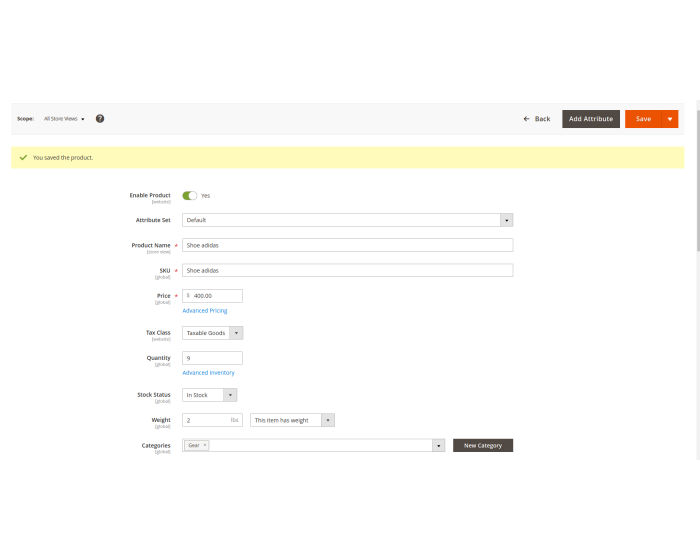 Scope: All Store Views ? Back Add Attribute Save
You saved the product.
Enable Product Yes
[website]
Attribute Set Default
Product Name * Shoe adidas
[store view]
SKU * Shoe adidas
[global]
Price * $ 400.00
[global]
Advanced Pricing
Tax Class Taxable Goods
[website]
Quantity 9
[global]
Advanced Inventory
Stock Status In Stock
[global]
Weight 2 lbs This item has weight
[global]
Categories Gear × New Category
[global]